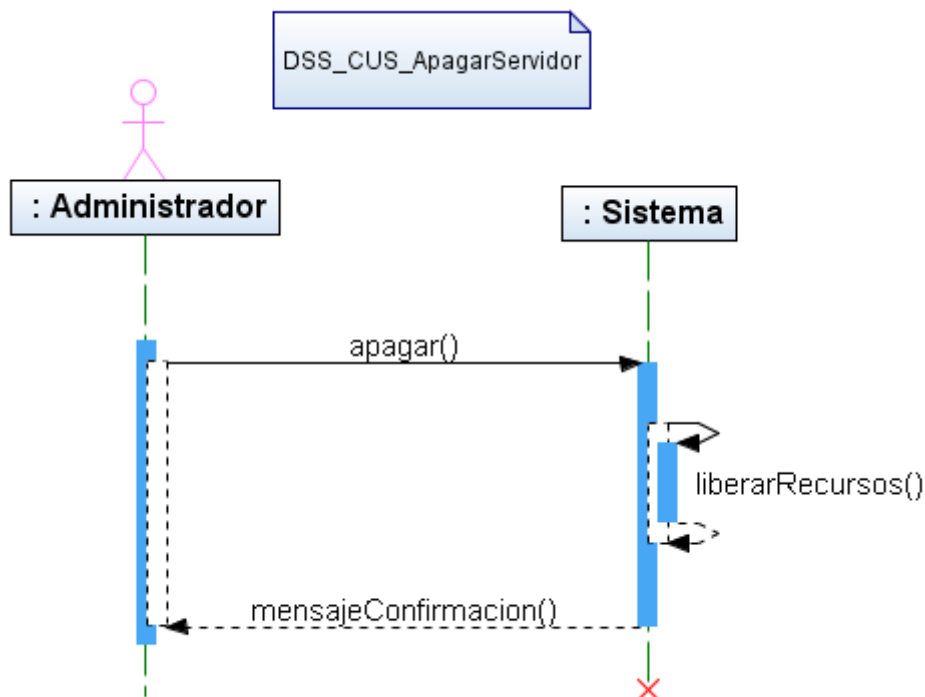 DSS_CUS_ApagarServidor
: Administrador
: Sistema
apagar()
liberarRecursos()
mensajeConfirmacion()